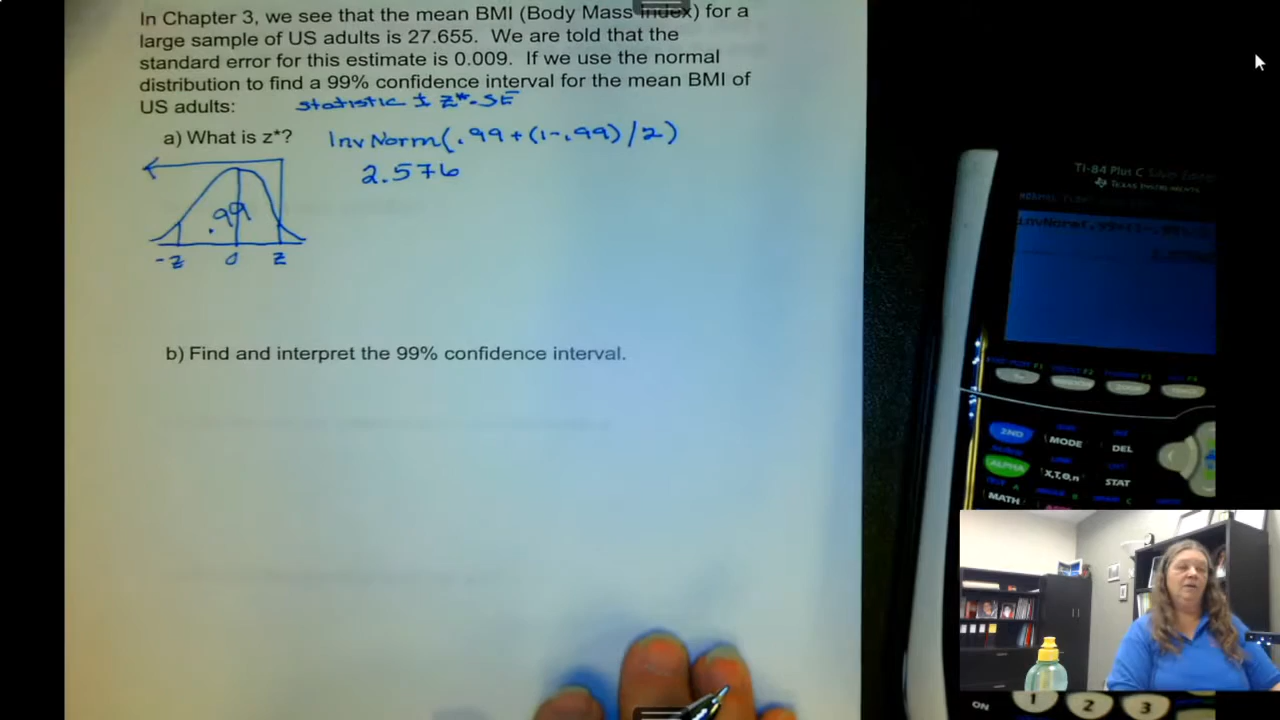 In Chapter 3, we see that the mean BMI (Body Mass Index) for a
large sample of US adults is 27.655. We are told that the
standard error for this estimate is 0.009. If we use the normal
distribution to find a 99% confidence interval for the mean BMI of
US adults: statistic ± z*·SE
a) What is z*? InvNorm(.99+(1-.99)/2)
2.576
.99
-z 0 z
b) Find and interpret the 99% confidence interval.
TI-84 Plus C Silver
TEXAS INSTRUMENTS
2ND
MODE
DEL
ALPHA
X,T,θ,n
STAT
MATH
ON
1
2
3